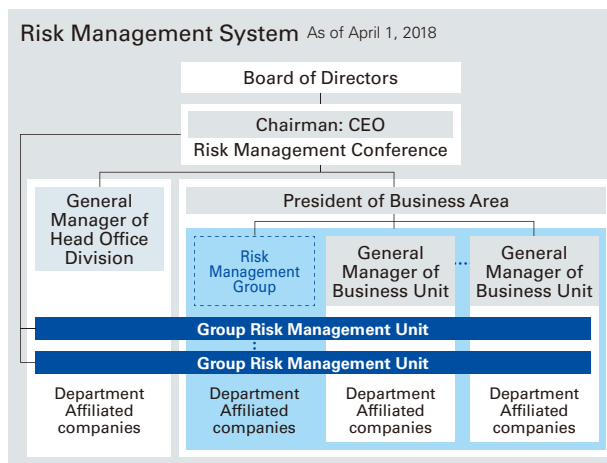 Risk Management System As of April 1, 2018
Board of Directors
Chairman: CEO
Risk Management Conference
General
Manager of
Head Office
Division
President of Business Area
Risk
Management
Group
General
Manager of
Business Unit
...
General
Manager of
Business Unit
Group Risk Management Unit
Group Risk Management Unit
Department
Affiliated
companies
Department
Affiliated
companies
Department
Affiliated
companies
Department
Affiliated
companies